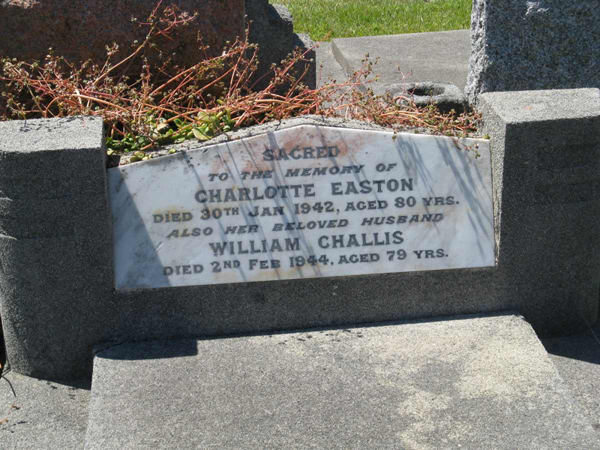 SACRED
TO THE MEMORY OF
CHARLOTTE EASTON
DIED 30TH JAN 1942, AGED 80 YRS.
ALSO HER BELOVED HUSBAND
WILLIAM CHALLIS
DIED 2ND FEB 1944, AGED 79 YRS.